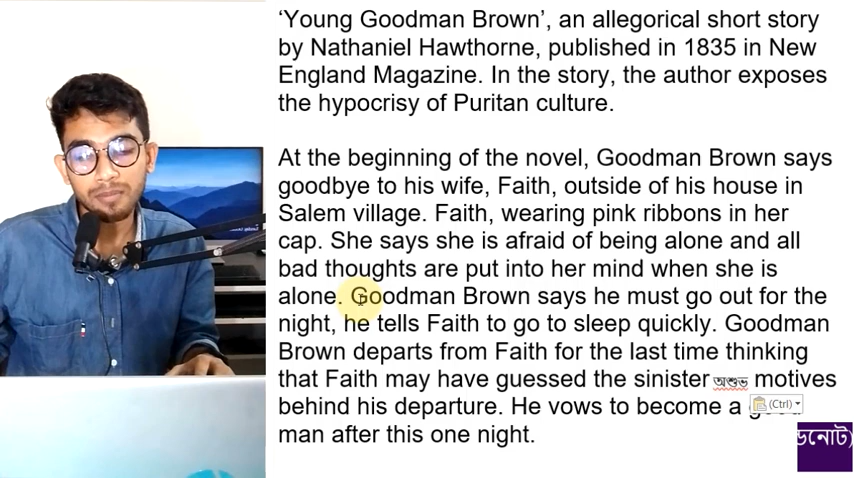 ‘Young Goodman Brown’, an allegorical short story
by Nathaniel Hawthorne, published in 1835 in New
England Magazine. In the story, the author exposes
the hypocrisy of Puritan culture.
At the beginning of the novel, Goodman Brown says
goodbye to his wife, Faith, outside of his house in
Salem village. Faith, wearing pink ribbons in her
cap. She says she is afraid of being alone and all
bad thoughts are put into her mind when she is
alone. Goodman Brown says he must go out for the
night, he tells Faith to go to sleep quickly. Goodman
Brown departs from Faith for the last time thinking
that Faith may have guessed the sinister অশুভ motives
behind his departure. He vows to become a good
(Ctrl)
man after this one night.